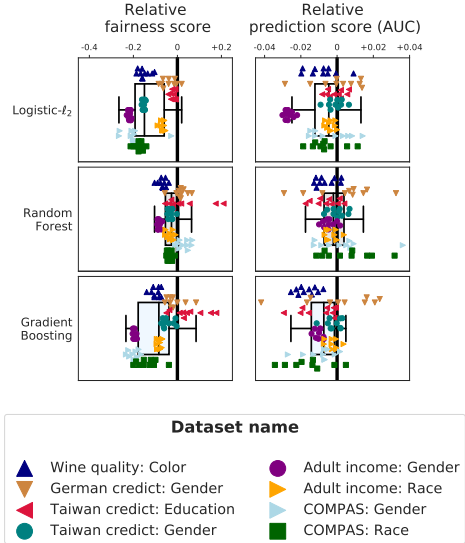 Relative
fairness score
Relative
prediction score (AUC)
-0.4 -0.2 0 +0.2
-0.04 -0.02 0 +0.02 +0.04
Logistic-ℓ₂
Random
Forest
Gradient
Boosting
Dataset name
Wine quality: Color
German credict: Gender
Taiwan credict: Education
Taiwan credict: Gender
Adult income: Gender
Adult income: Race
COMPAS: Gender
COMPAS: Race